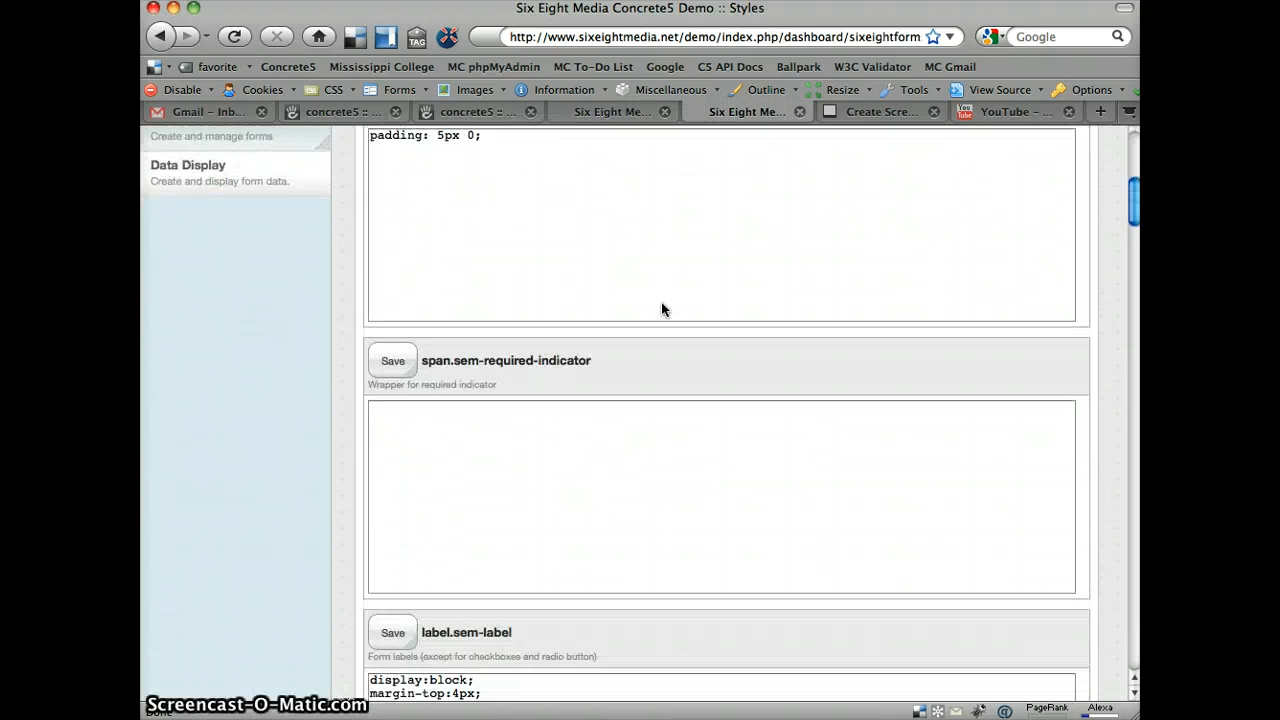 Six Eight Media Concrete5 Demo :: Styles
TAG
http://www.sixeightmedia.net/demo/index.php/dashboard/sixeightform
Google
favorite Concrete5 Mississippi College MC phpMyAdmin MC To-Do List Google C5 API Docs Ballpark W3C Validator MC Gmail
Disable Cookies CSS Forms Images Information Miscellaneous Outline Resize Tools View Source Options
Gmail - Inb... concrete5 :: ... concrete5 :: ... Six Eight Me... Six Eight Me... Create Scre... You Tube YouTube - ...
Create and manage forms
Data Display
Create and display form data.
padding: 5px 0;
Save span.sem-required-indicator
Wrapper for required indicator
Save label.sem-label
Form labels (except for checkboxes and radio button)
display:block;
margin-top:4px;
Screencast-O-Matic.com
Done
PageRank Alexa